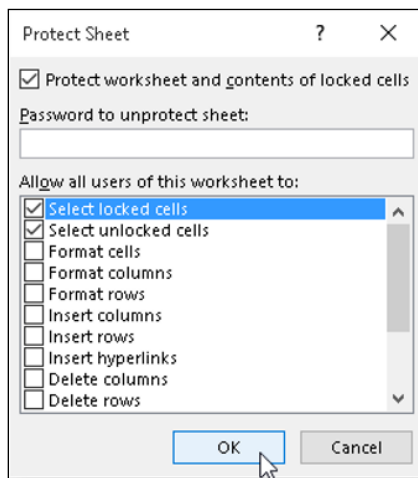 Protect Sheet ?
Protect worksheet and contents of locked cells
Password to unprotect sheet:
Allow all users of this worksheet to:
Select locked cells
Select unlocked cells
Format cells
Format columns
Format rows
Insert columns
Insert rows
Insert hyperlinks
Delete columns
Delete rows
OK Cancel